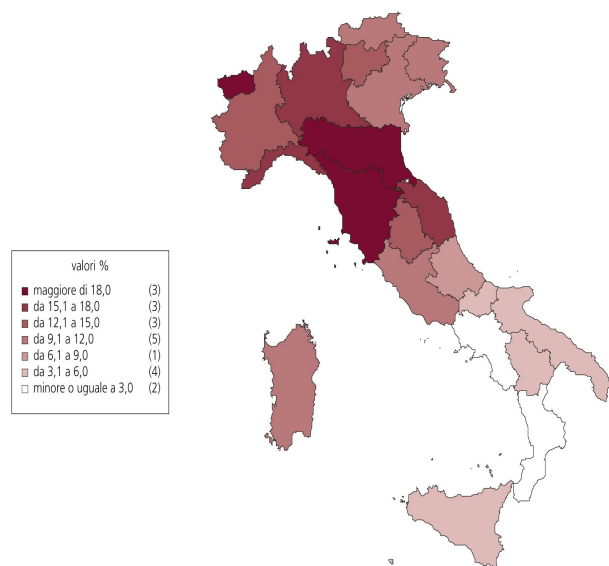 valori %
maggiore di 18,0 (3)
da 15,1 a 18,0 (3)
da 12,1 a 15,0 (3)
da 9,1 a 12,0 (5)
da 6,1 a 9,0 (1)
da 3,1 a 6,0 (4)
minore o uguale a 3,0 (2)